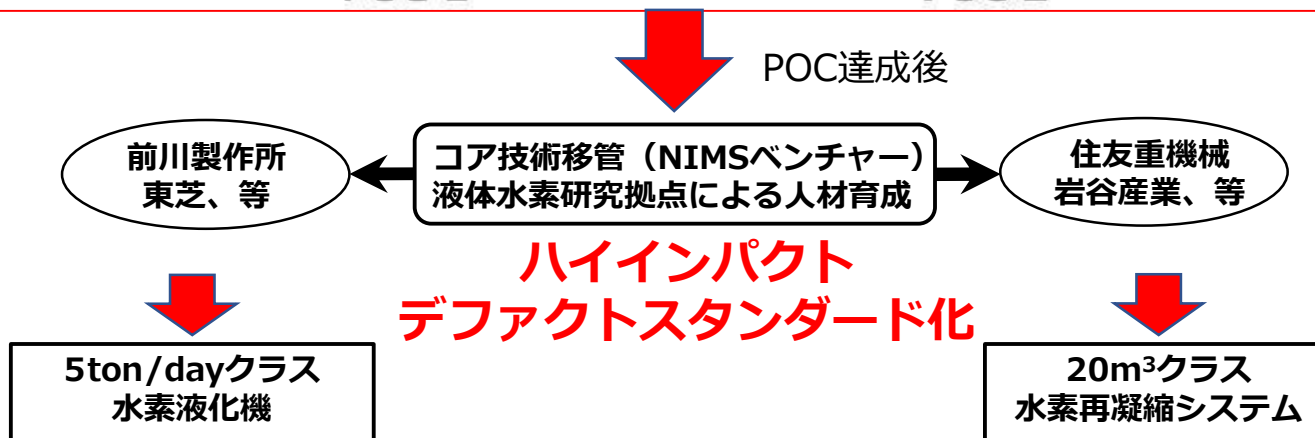 POC達成後
前川製作所
東芝、等
コア技術移管（NIMSベンチャー）
液体水素研究拠点による人材育成
住友重機械
岩谷産業、等
ハイインパクト
デファクトスタンダード化
5ton/dayクラス
水素液化機
20m³クラス
水素再凝縮システム